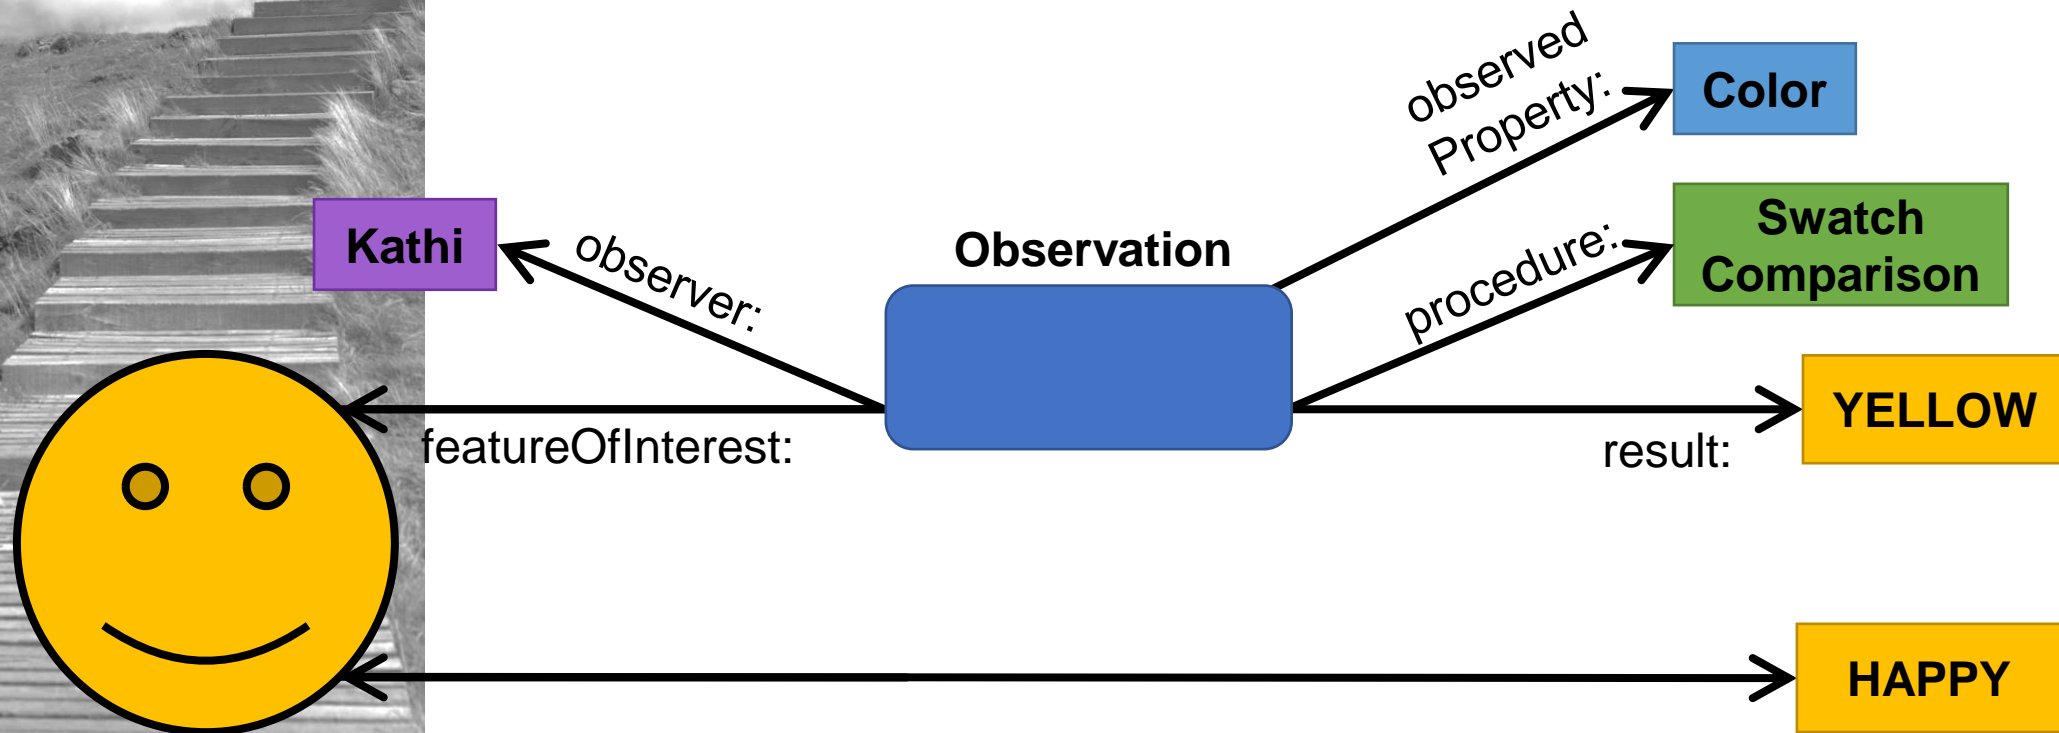 observed
Property:
Color
Kathi
observer:
Observation
procedure:
Swatch
Comparison
featureOfInterest:
result:
YELLOW
HAPPY